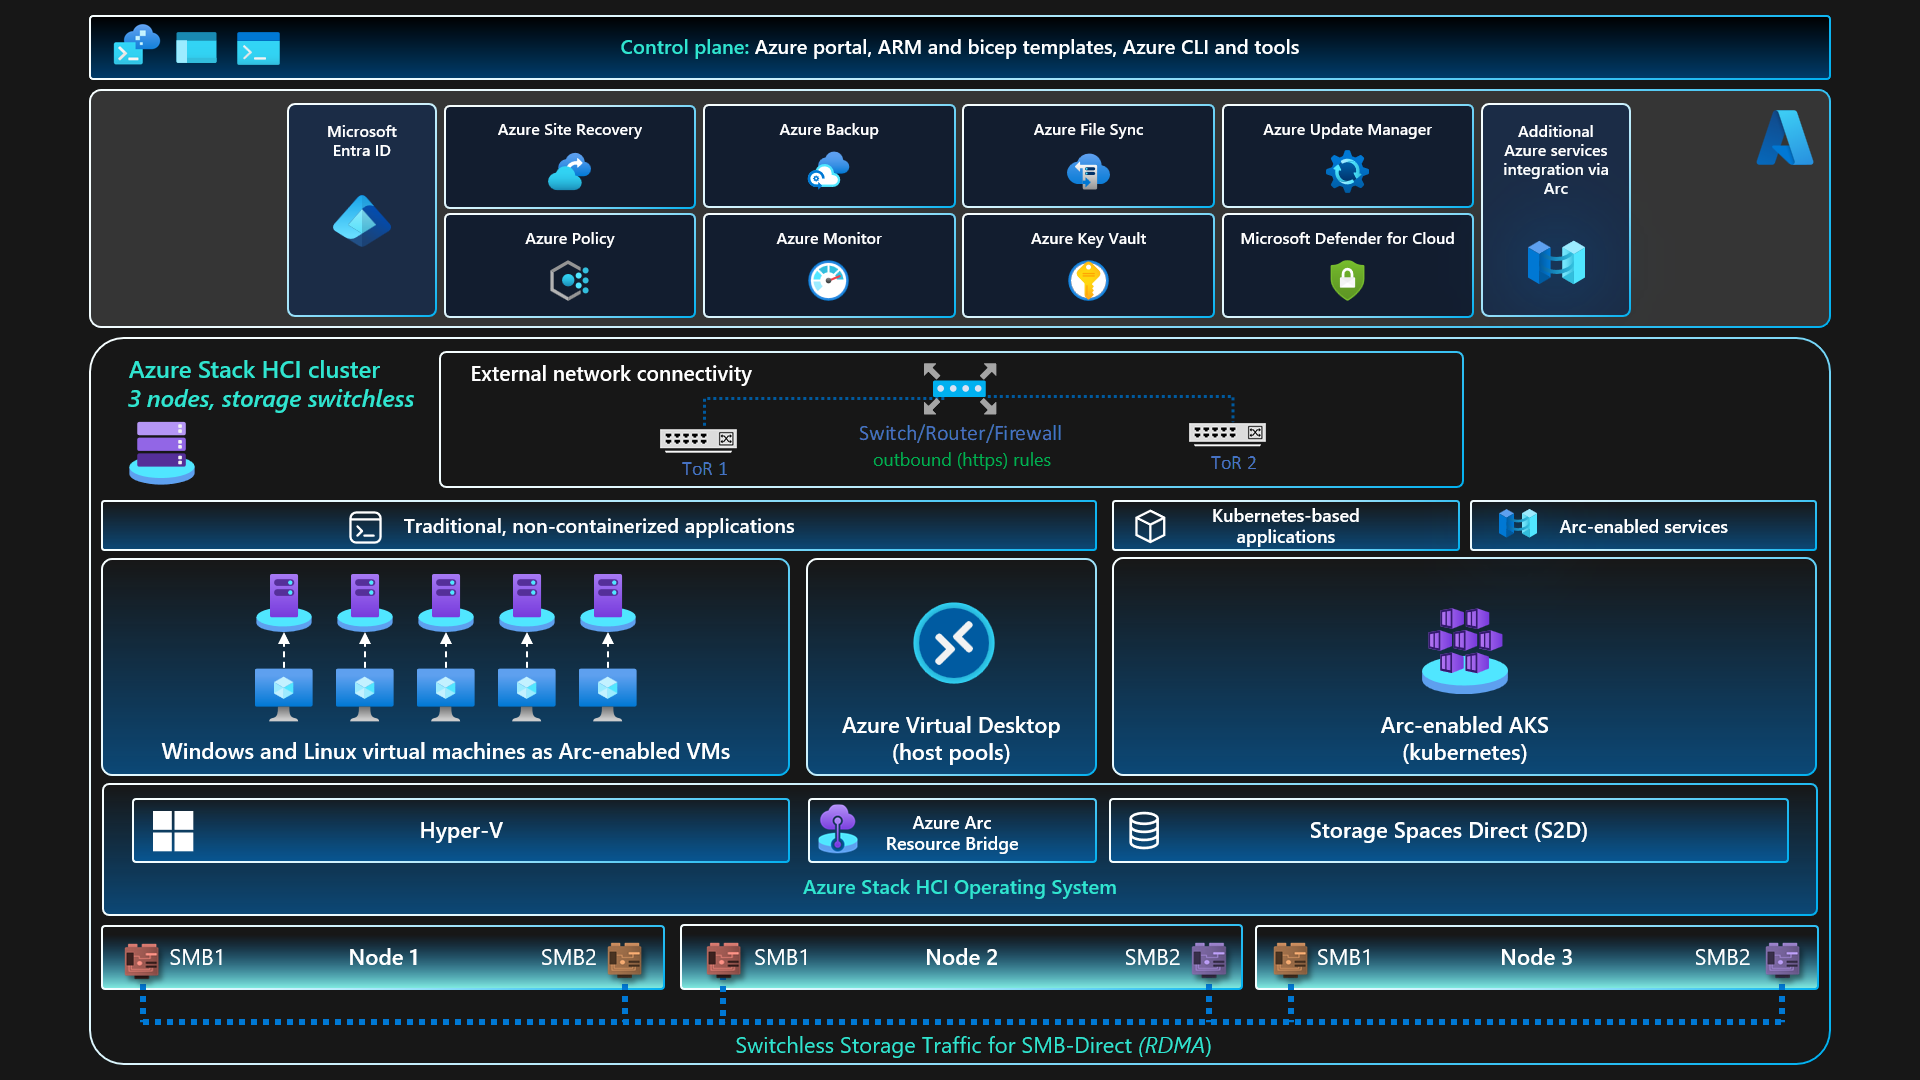 Control plane: Azure portal, ARM and bicep templates, Azure CLI and tools
Microsoft
Entra ID
Azure Site Recovery
Azure Backup
Azure File Sync
Azure Update Manager
Additional
Azure services
integration via
Arc
Azure Policy
Azure Monitor
Azure Key Vault
Microsoft Defender for Cloud
Azure Stack HCI cluster
3 nodes, storage switchless
External network connectivity
Switch/Router/Firewall
outbound (https) rules
ToR 1
ToR 2
Traditional, non-containerized applications
Kubernetes-based
applications
Arc-enabled services
Windows and Linux virtual machines as Arc-enabled VMs
Azure Virtual Desktop
(host pools)
Arc-enabled AKS
(kubernetes)
Hyper-V
Azure Arc
Resource Bridge
Storage Spaces Direct (S2D)
Azure Stack HCI Operating System
SMB1
Node 1
SMB2
SMB1
Node 2
SMB2
SMB1
Node 3
SMB2
Switchless Storage Traffic for SMB-Direct (RDMA)